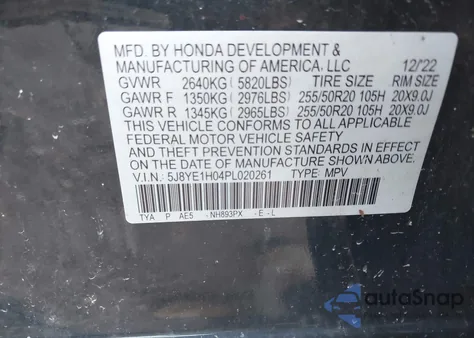 MFD. BY HONDA DEVELOPMENT &
MANUFACTURING OF AMERICA, LLC 12/22
GVWR 2640KG ( 5820LBS) TIRE SIZE RIM SIZE
GAWR F 1350KG ( 2976LBS) 255/50R20 105H 20X9.0J
GAWR R 1345KG ( 2965LBS) 255/50R20 105H 20X9.0J
THIS VEHICLE CONFORMS TO ALL APPLICABLE
FEDERAL MOTOR VEHICLE SAFETY
AND THEFT PREVENTION STANDARDS IN EFFECT
ON THE DATE OF MANUFACTURE SHOWN ABOVE.
V.I.N.: 5J8YE1H04PL020261 TYPE: MPV
TYA P AE5 -NH893PX -E-L
autoSnap